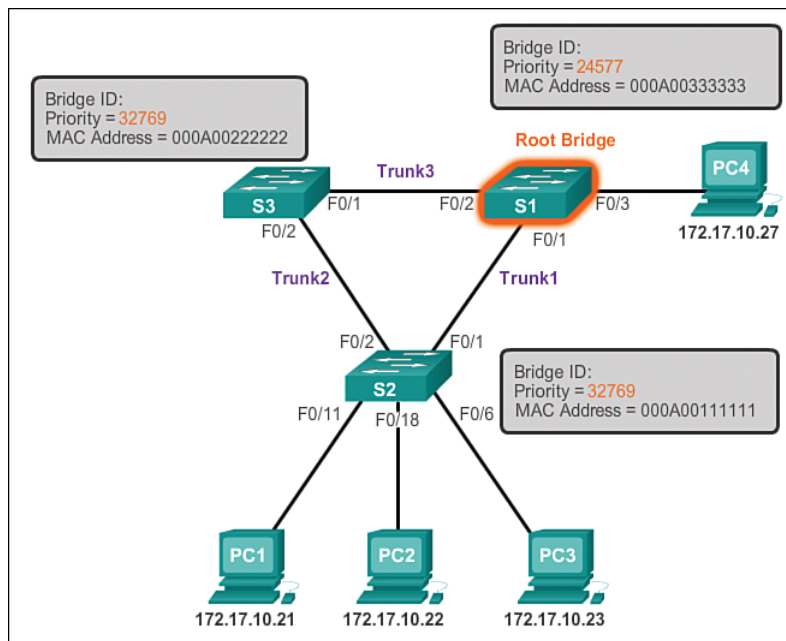 Bridge ID:
Priority = 24577
MAC Address = 000A00333333
Bridge ID:
Priority = 32769
MAC Address = 000A00222222
Root Bridge
Trunk3
PC4
S3
F0/1
F0/2
S1
F0/3
172.17.10.27
F0/2
F0/1
Trunk2
Trunk1
F0/2
F0/1
S2
Bridge ID:
Priority = 32769
MAC Address = 000A00111111
F0/11
F0/18
F0/6
PC1
PC2
PC3
172.17.10.21
172.17.10.22
172.17.10.23